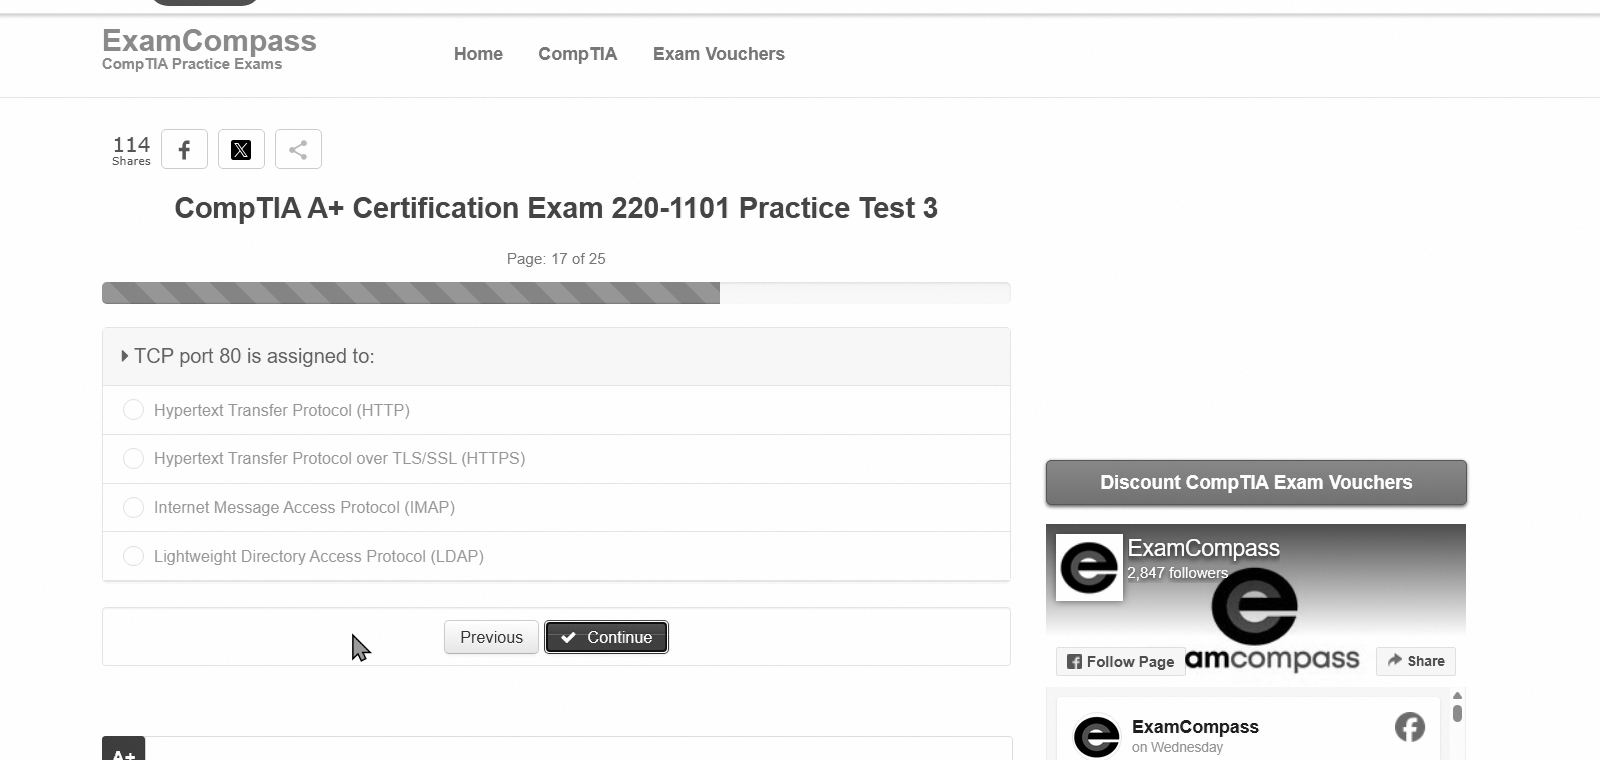 ExamCompass
CompTIA Practice Exams
Home
CompTIA
Exam Vouchers
114
Shares
CompTIA A+ Certification Exam 220-1101 Practice Test 3
Page: 17 of 25
TCP port 80 is assigned to:
Hypertext Transfer Protocol (HTTP)
Hypertext Transfer Protocol over TLS/SSL (HTTPS)
Internet Message Access Protocol (IMAP)
Lightweight Directory Access Protocol (LDAP)
Previous
Continue
Discount CompTIA Exam Vouchers
ExamCompass
2,847 followers
Follow Page
amcompass
Share
ExamCompass
on Wednesday
A+